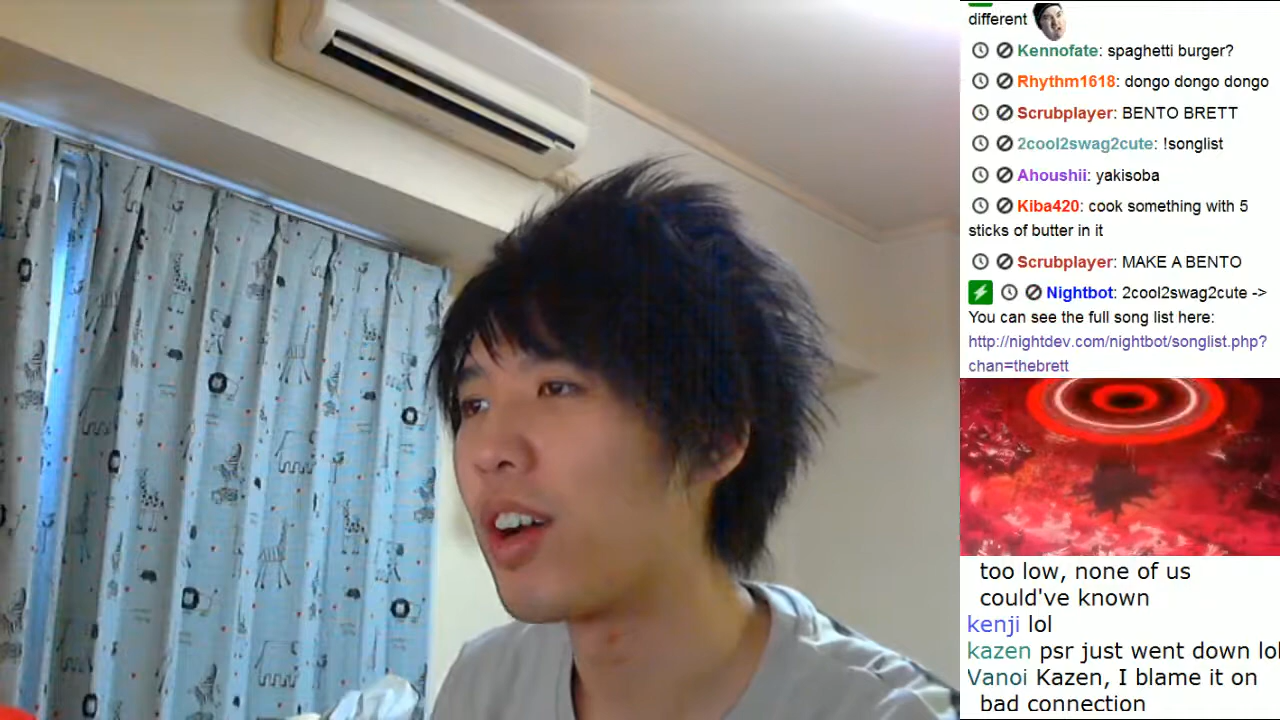 different
Kennofate: spaghetti burger?
Rhythm1618: dongo dongo dongo
Scrubplayer: BENTO BRETT
2cool2swag2cute: !songlist
Ahoushii: yakisoba
Kiba420: cook something with 5
sticks of butter in it
Scrubplayer: MAKE A BENTO
Nightbot: 2cool2swag2cute ->
You can see the full song list here:
http://nightdev.com/nightbot/songlist.php?
chan=thebrett
too low, none of us
could've known
kenji lol
kazen psr just went down lol
Vanoi Kazen, I blame it on
bad connection